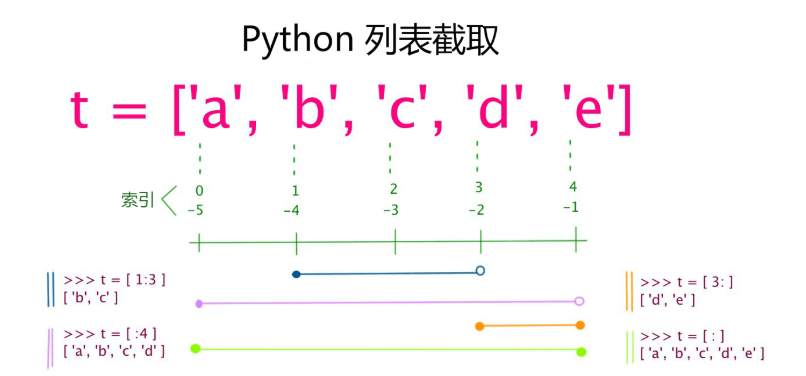 Python 列表截取
t = ['a', 'b', 'c', 'd', 'e']
索引
0 1 2 3 4
-5 -4 -3 -2 -1
>>> t = [ 1:3 ]
[ 'b', 'c' ]
>>> t = [ :4 ]
[ 'a', 'b', 'c', 'd' ]
>>> t = [ 3: ]
[ 'd', 'e' ]
>>> t = [ : ]
[ 'a', 'b', 'c', 'd', 'e' ]